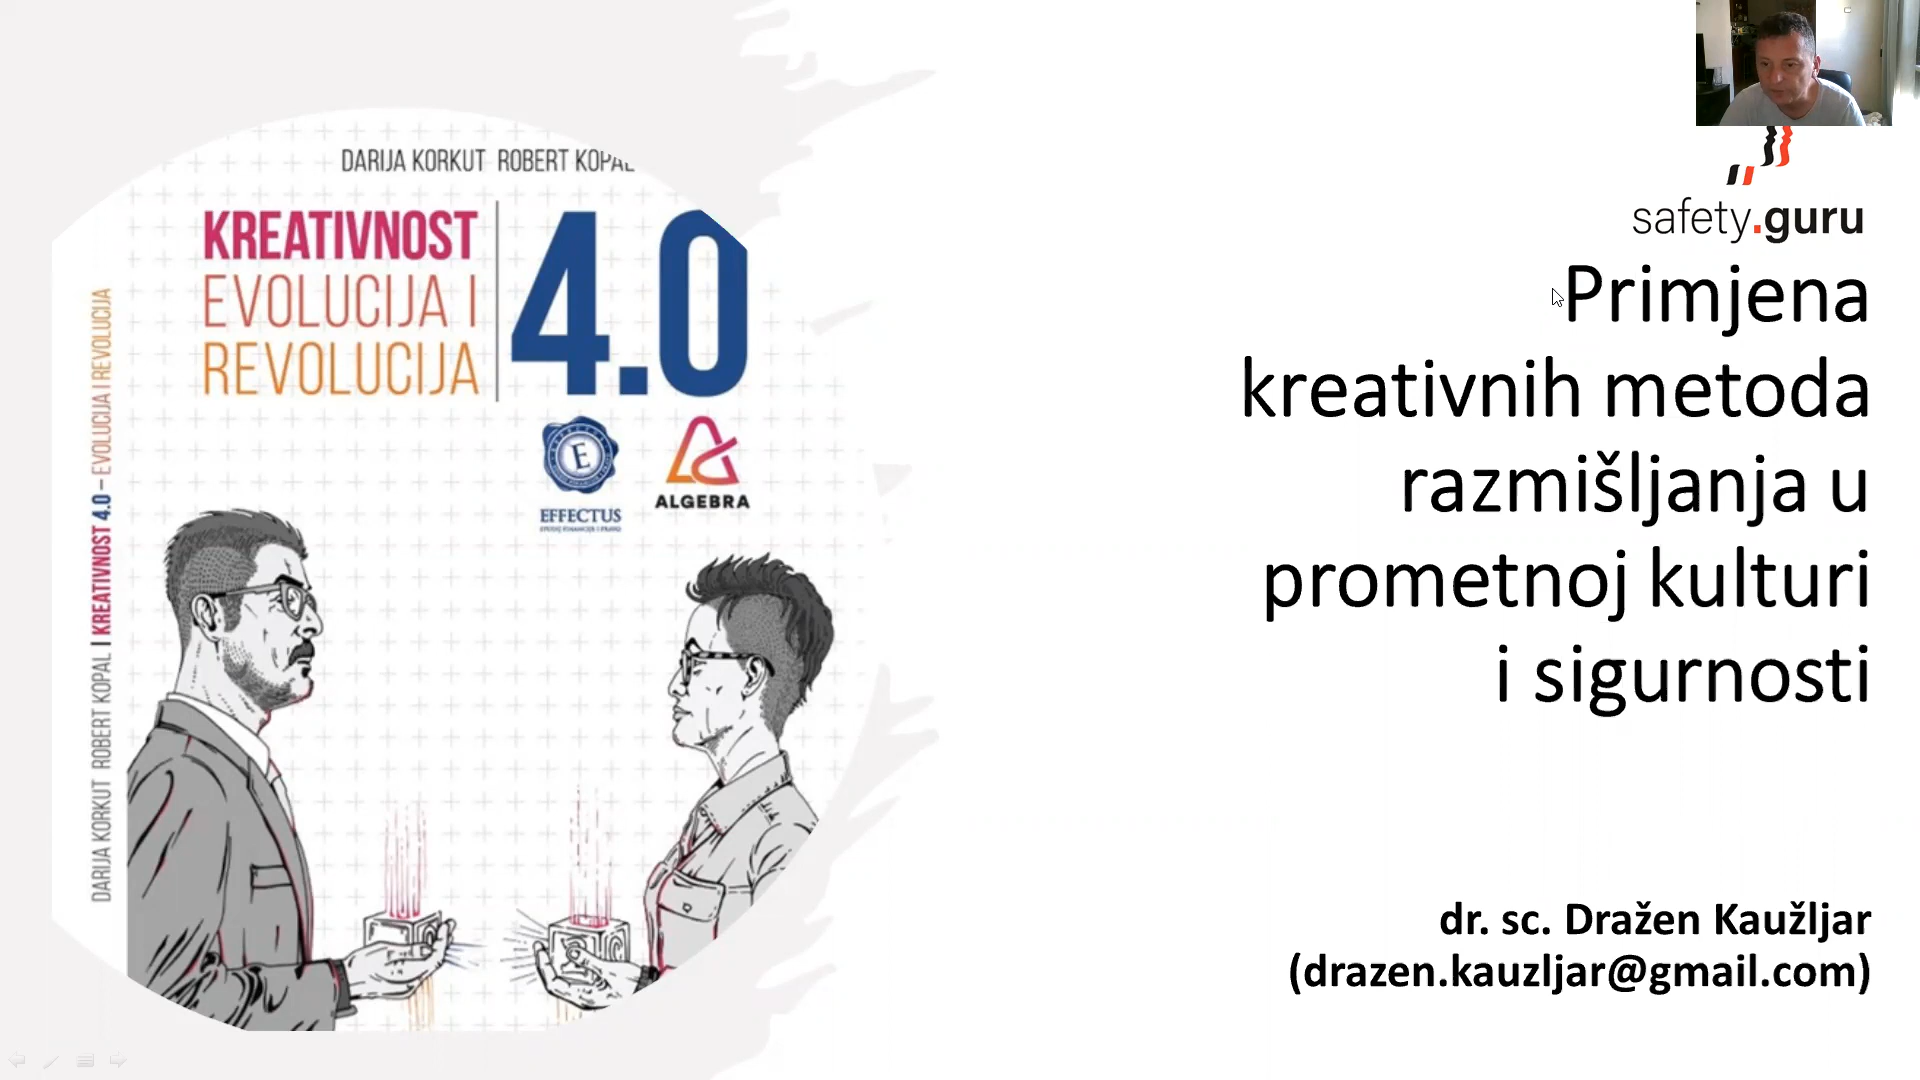 DARIJA KORKUT ROBERT KOPAL
KREATIVNOST
EVOLUCIJA I
REVOLUCIJA
4.0
E
EFFECTUS
ALGEBRA
DARIJA KORKUT ROBERT KOPAL I KREATIVNOST 4.0 – EVOLUCIJA I REVOLUCIJA
safety.guru
Primjena
kreativnih metoda
razmišljanja u
prometnoj kulturi
i sigurnosti
dr. sc. Dražen Kaužljar
(drazen.kauzljar@gmail.com)